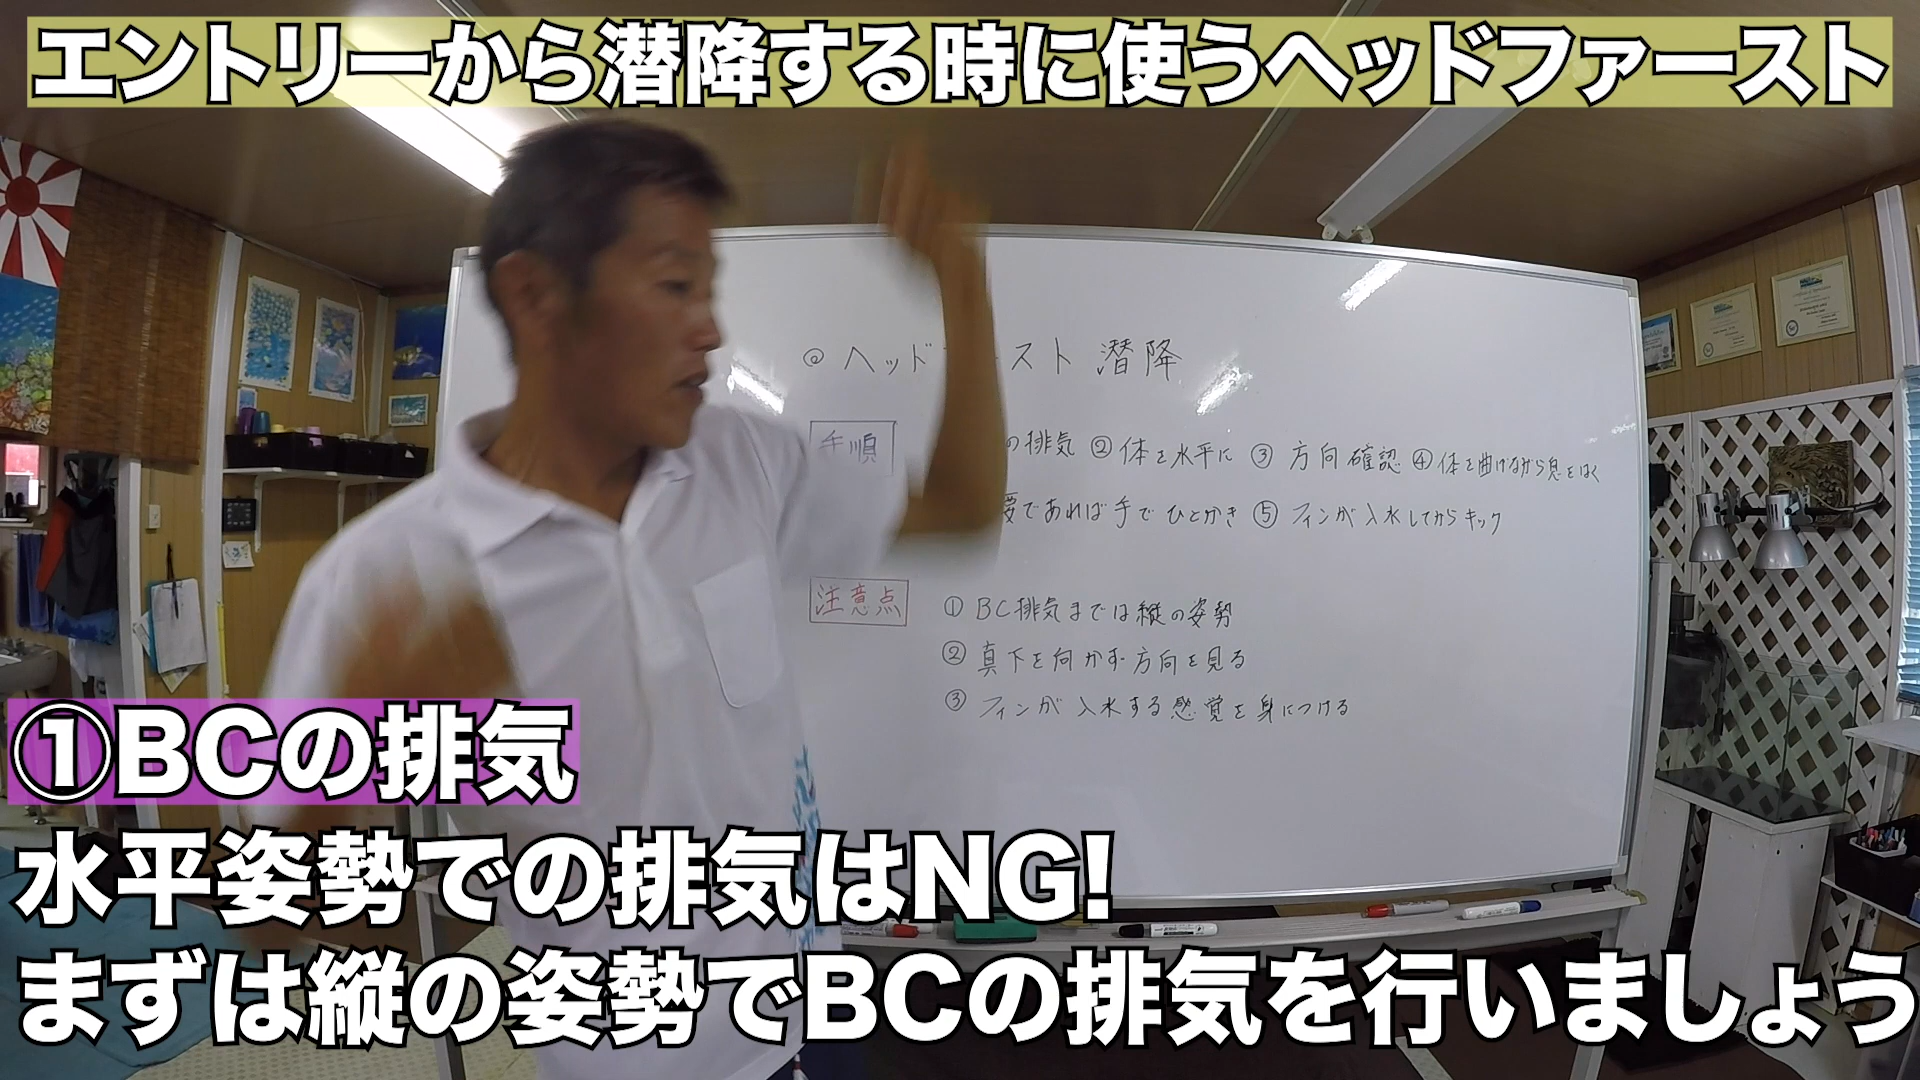 エントリーから潜降する時に使うヘッドファースト
@ ヘッド スト 潜降
手順
の排気 ② 体を水平に ③ 方向確認 ④ 体を曲げながら息をはく
要であれば手でひとかき ⑤ フィンが入水してからキック
注意点
① BC排気までは縦の姿勢
② 真下を向かず方向を見る
③ フィンが入水する感覚を身につける
①BCの排気
水平姿勢での排気はNG!
まずは縦の姿勢でBCの排気を行いましょう